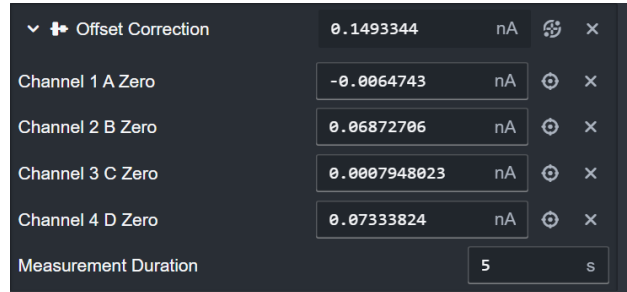 Offset Correction 0.1493344 nA
Channel 1 A Zero -0.0064743 nA
Channel 2 B Zero 0.06872706 nA
Channel 3 C Zero 0.0007948023 nA
Channel 4 D Zero 0.07333824 nA
Measurement Duration 5 s